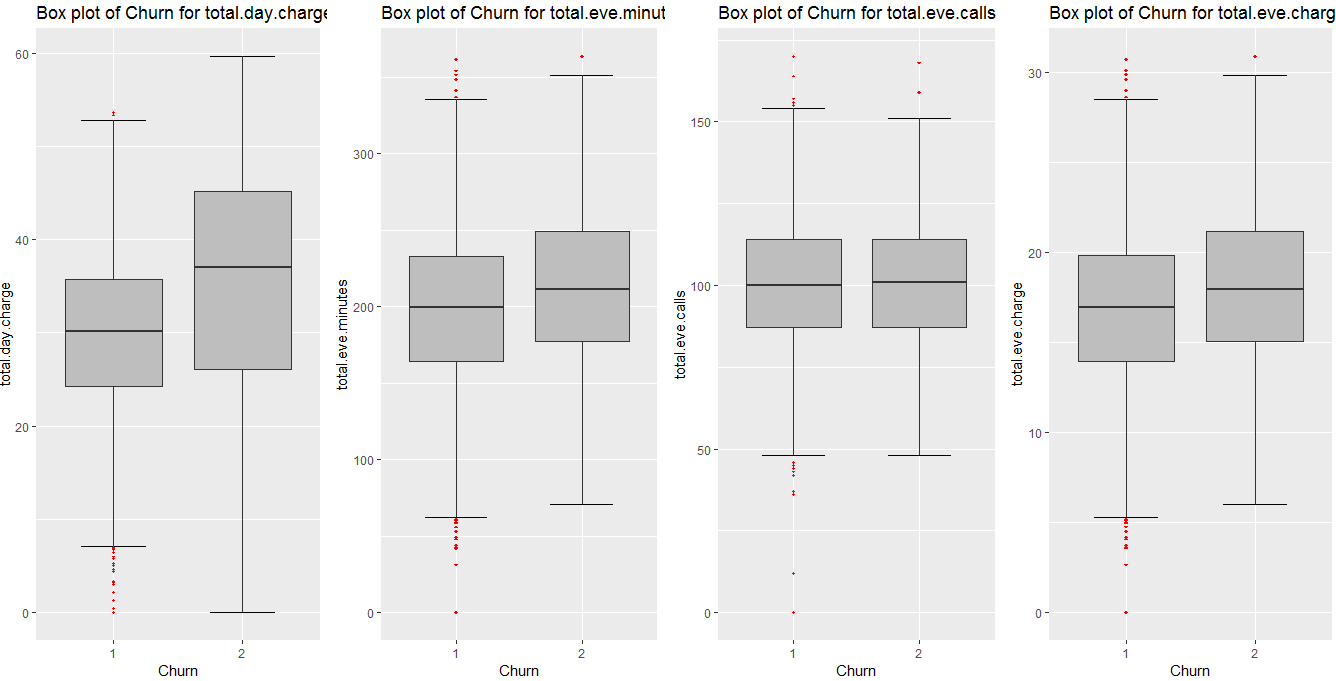 Box plot of Churn for total.day.charge
60
40
20
0
total.day.charge
1
2
Churn
Box plot of Churn for total.eve.minut
300
200
100
0
total.eve.minutes
1
2
Churn
Box plot of Churn for total.eve.calls
150
100
50
0
total.eve.calls
1
2
Churn
Box plot of Churn for total.eve.charg
30
20
10
0
total.eve.charge
1
2
Churn